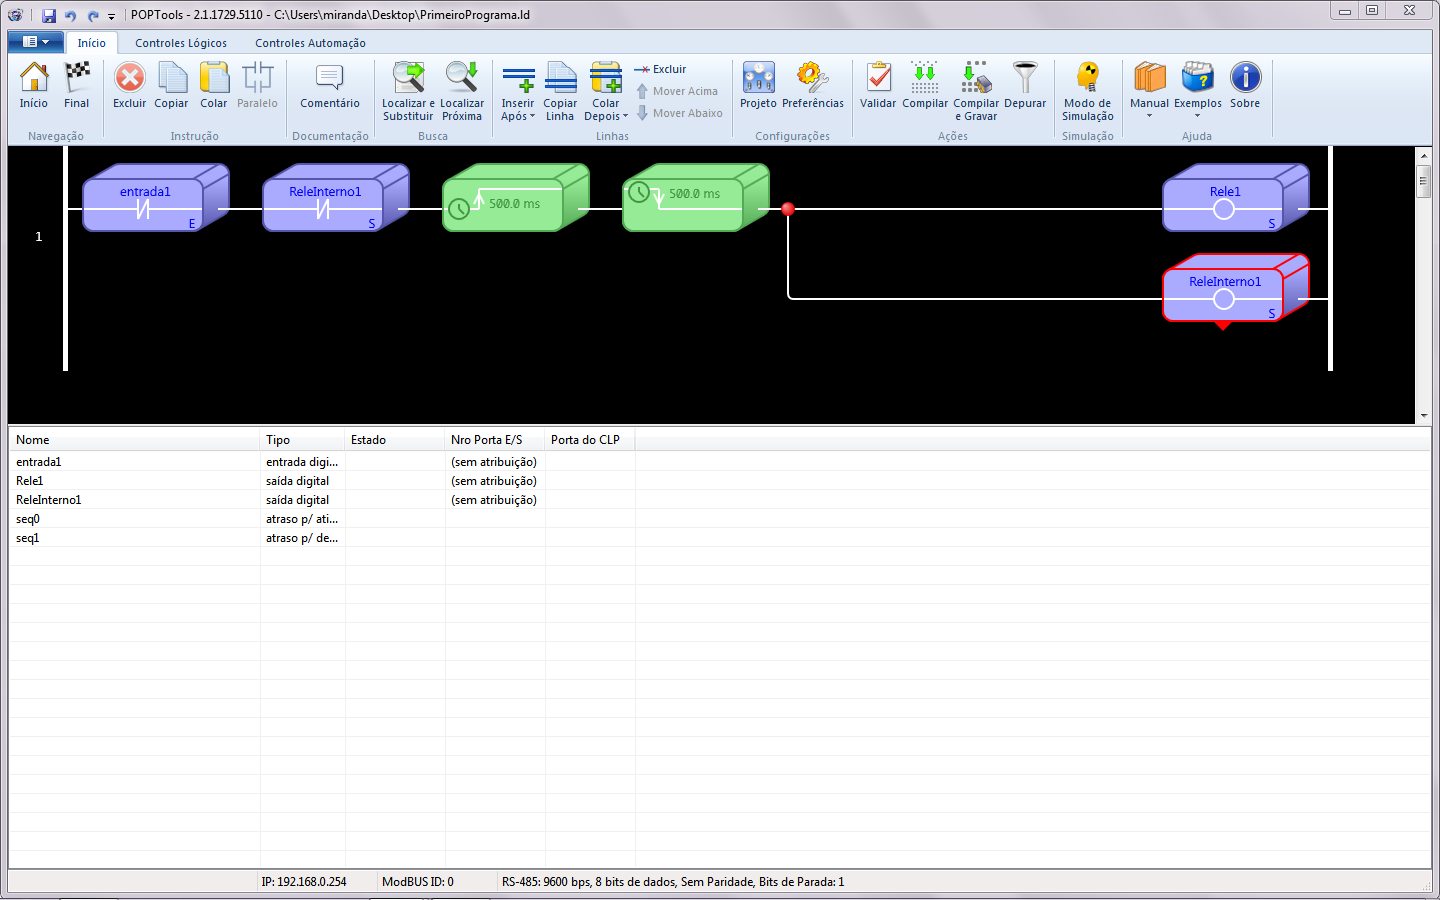 POPTools - 2.1.1729.5110 - C:\Users\miranda\Desktop\PrimeiroPrograma.ld
Início Controles Lógicos Controles Automação
Início Final Excluir Copiar Colar Paralelo Comentário Localizar e Substituir Localizar Próxima Inserir Após Copiar Linha Colar Depois Excluir Mover Acima Mover Abaixo Projeto Preferências Validar Compilar Compilar e Gravar Depurar Modo de Simulação Manual Exemplos Sobre
Navegação Instrução Documentação Busca Linhas Configurações Ações Simulação Ajuda
entrada1 ReleInterno1 500.0 ms 500.0 ms Rele1
E S S
1
ReleInterno1
S
Nome Tipo Estado Nro Porta E/S Porta do CLP
entrada1 entrada digi... (sem atribuição)
Rele1 saída digital (sem atribuição)
ReleInterno1 saída digital (sem atribuição)
seq0 atraso p/ ati...
seq1 atraso p/ de...
IP: 192.168.0.254 ModBUS ID: 0 RS-485: 9600 bps, 8 bits de dados, Sem Paridade, Bits de Parada: 1